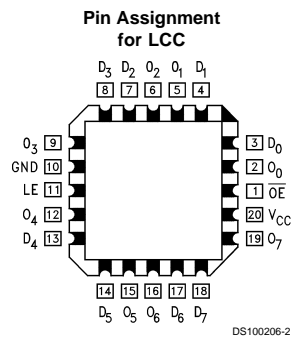 Pin Assignment
for LCC
D3 D2 O2 O1 D1
8 7 6 5 4
O3 9
GND 10
LE 11
O4 12
D4 13
3 D0
2 O0
1 O̅E̅
20 VCC
19 O7
14 15 16 17 18
D5 O5 O6 D6 D7
DS100206-2